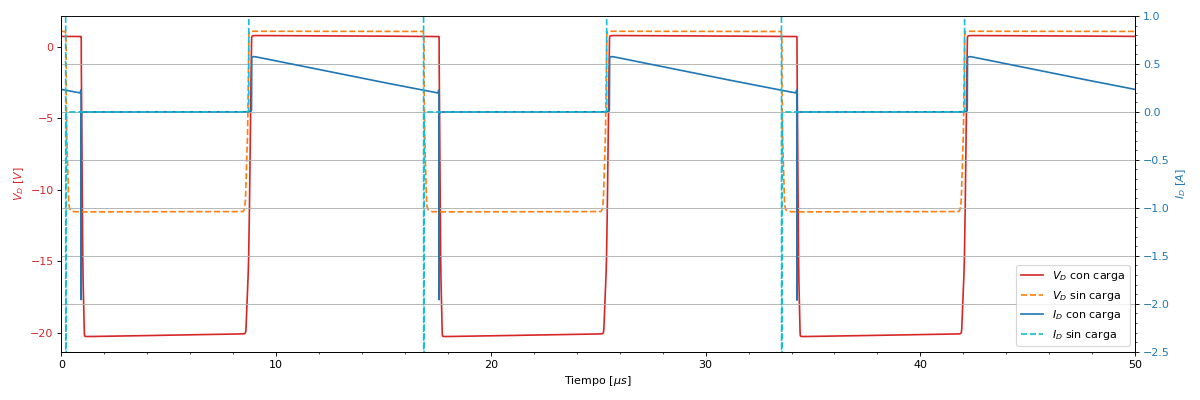 0
−5
−10
−15
−20
V_D [V]
0
10
20
30
40
50
Tiempo [μs]
1.0
0.5
0.0
−0.5
−1.0
−1.5
−2.0
−2.5
I_D [A]
V_D con carga
V_D sin carga
I_D con carga
I_D sin carga